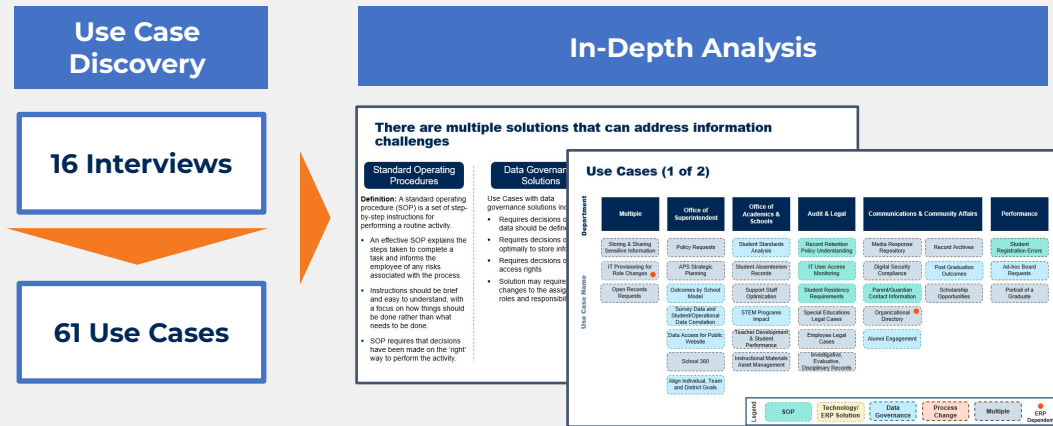 Use Case
Discovery
In-Depth Analysis
16 Interviews
61 Use Cases
There are multiple solutions that can address information
challenges
Standard Operating
Procedures
Definition: A standard operating
procedure (SOP) is a set of step-
by-step instructions for
performing a routine activity.
▪ An effective SOP explains the
steps taken to complete a
task and informs the
employee of any risks
associated with the process.
▪ Instructions should be brief
and easy to understand, with
a focus on how things should
be done rather than what
needs to be done.
▪ SOP requires that decisions
have been made on the ‘right’
way to perform the activity.
Data
Solutions
Use Cases with data
governance solutions
▪ Requires decisions
data should be
▪ Requires decisions
optimally to store
▪ Requires decisions
access rights
▪ Solution may require
changes to the
roles and
Use Cases (1 of 2)
Department
Multiple
Office of
Superintendent
Office of
Academics &
Schools
Audit & Legal
Communications & Community Affairs
Performance
Use Case Name
Storing & Sharing
Sensitive Information
IT Provisioning for
Role Changes
Open Records
Requests
Policy Requests
APS Strategic
Planning
Outcomes by School
Model
Survey Data and
Student/Operational
Data Correlation
Data Access for Public
Website
School 360
Align Individual, Team
and District Goals
Student Standards
Analysis
Student Absenteeism
Records
Support Staff
Optimization
STEM Programs
Impact
Teacher Development
& Student
Performance
Instructional Materials
Asset Management
Record Retention
Policy Understanding
IT User Access
Monitoring
Student Residency
Requirements
Special Educations
Legal Cases
Employee Legal
Cases
Investigative,
Evaluative,
Disciplinary Records
Media Response
Repository
Digital Security
Compliance
Parent/Guardian
Contact Information
Organizational
Directory
Alumni Engagement
Record Archives
Post Graduation
Outcomes
Scholarship
Opportunities
Student
Registration Errors
Ad-hoc Board
Requests
Portrait of a
Graduate
Legend
SOP
Technology/
ERP Solution
Data
Governance
Process
Change
Multiple
ERP
Dependent